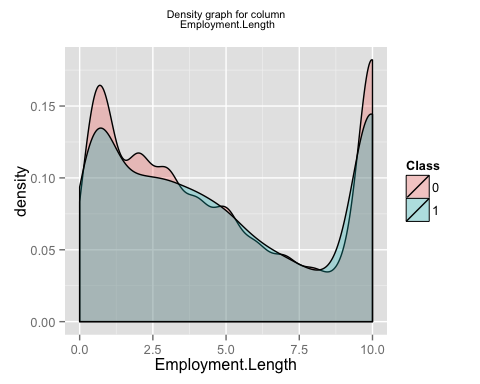 Density graph for column
Employment.Length
density
0.15
0.10
0.05
0.00
0.0 2.5 5.0 7.5 10.0
Employment.Length
Class
0
1